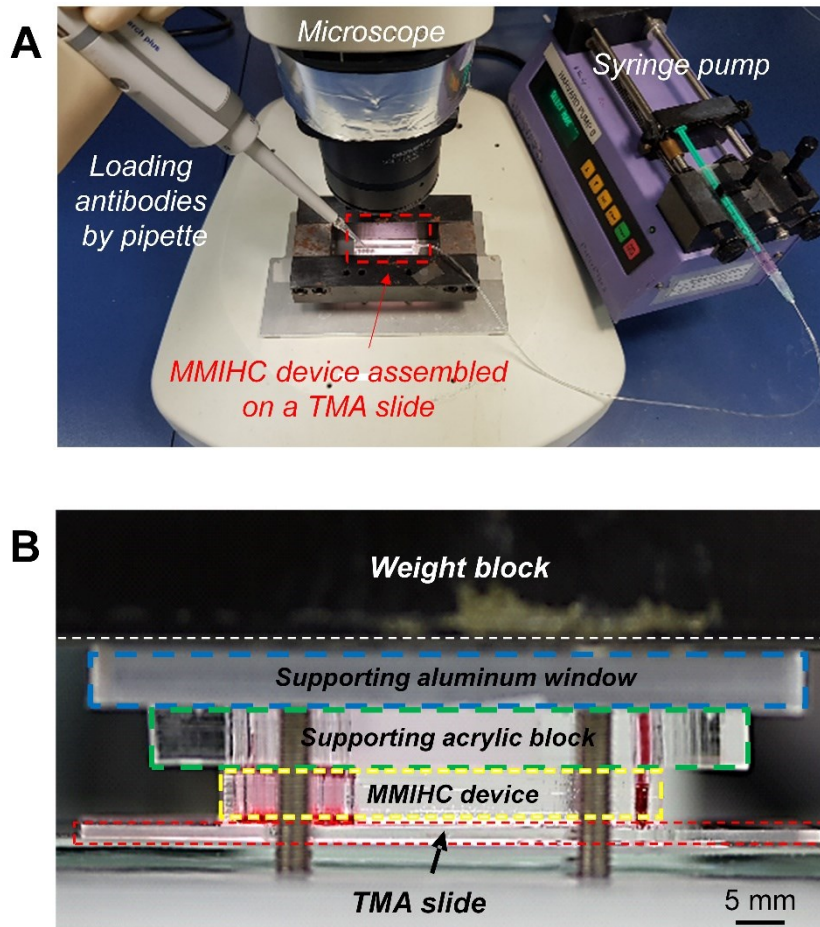 A
Microscope
Syringe pump
Loading
antibodies
by pipette
MMIHC device assembled
on a TMA slide
B
Weight block
Supporting aluminum window
Supporting acrylic block
MMIHC device
TMA slide
5 mm